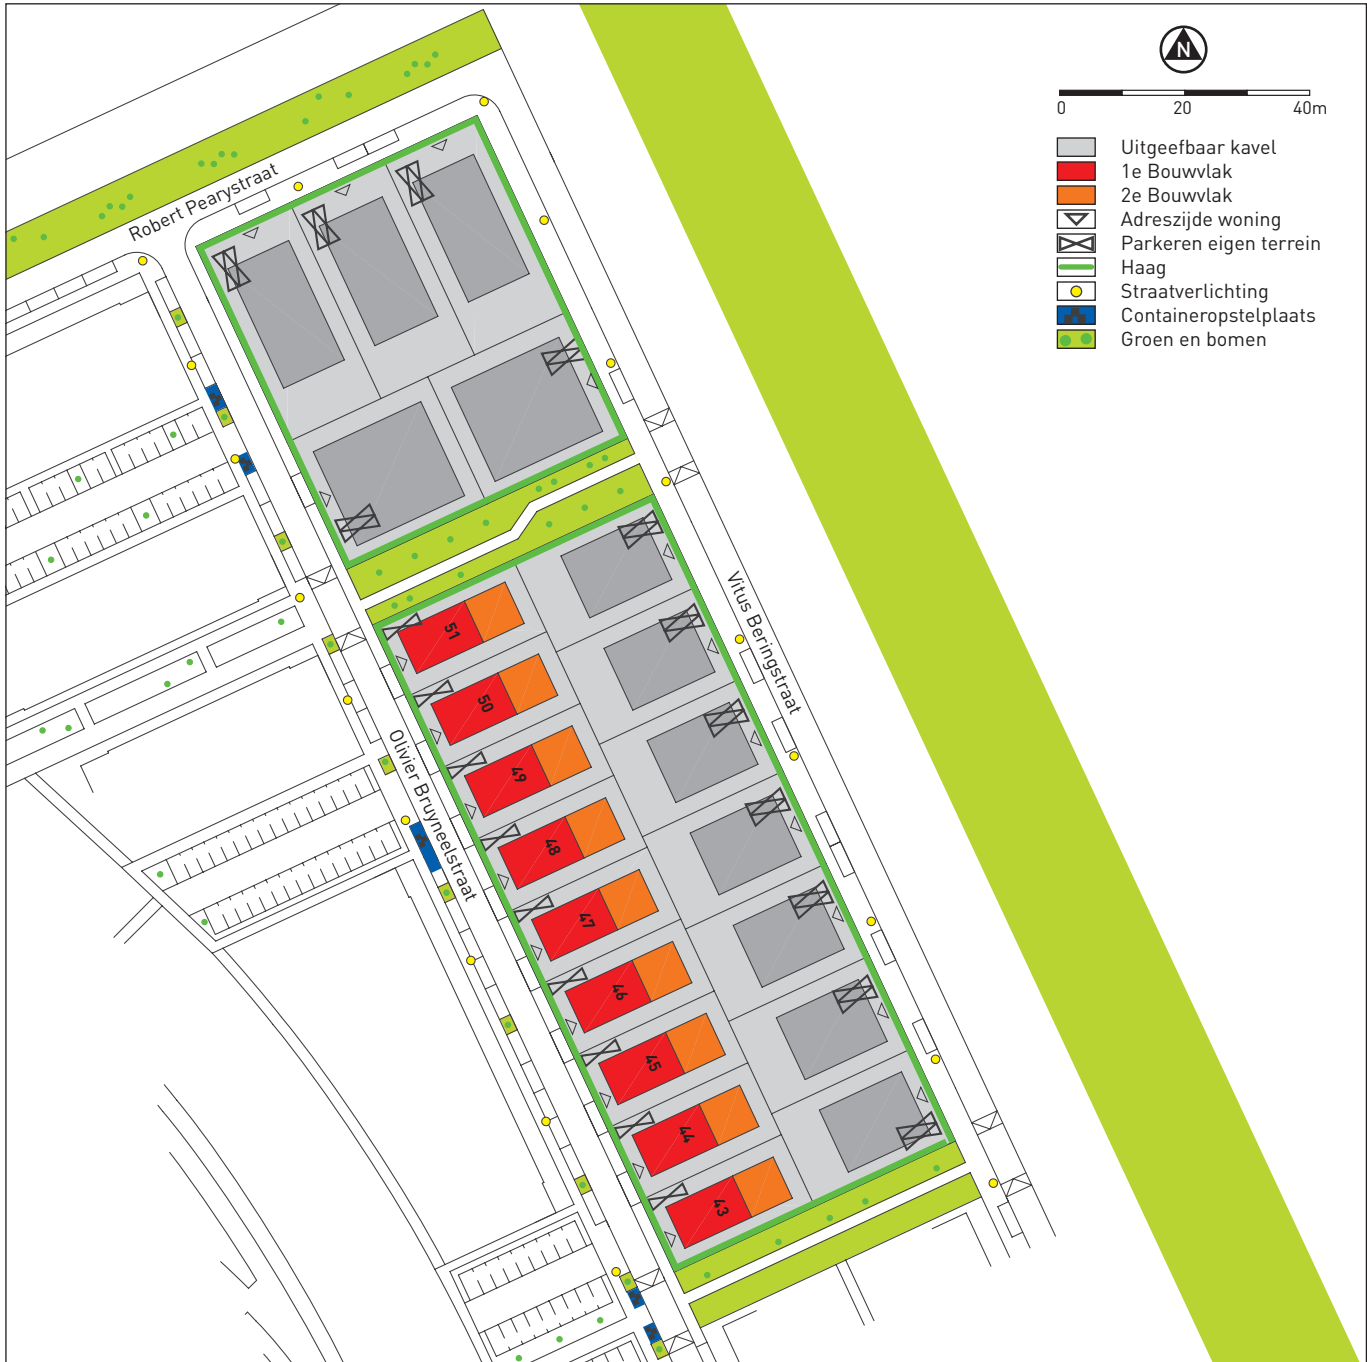 N
0 20 40m
Uitgeefbaar kavel
1e Bouwvlak
2e Bouwvlak
Adreszijde woning
Parkeren eigen terrein
Haag
Straatverlichting
Containeropstelplaats
Groen en bomen
Robert Pearystraat
Vitus Beringstraat
Olivier Bruyneelstraat
51
50
49
48
47
46
45
44
43